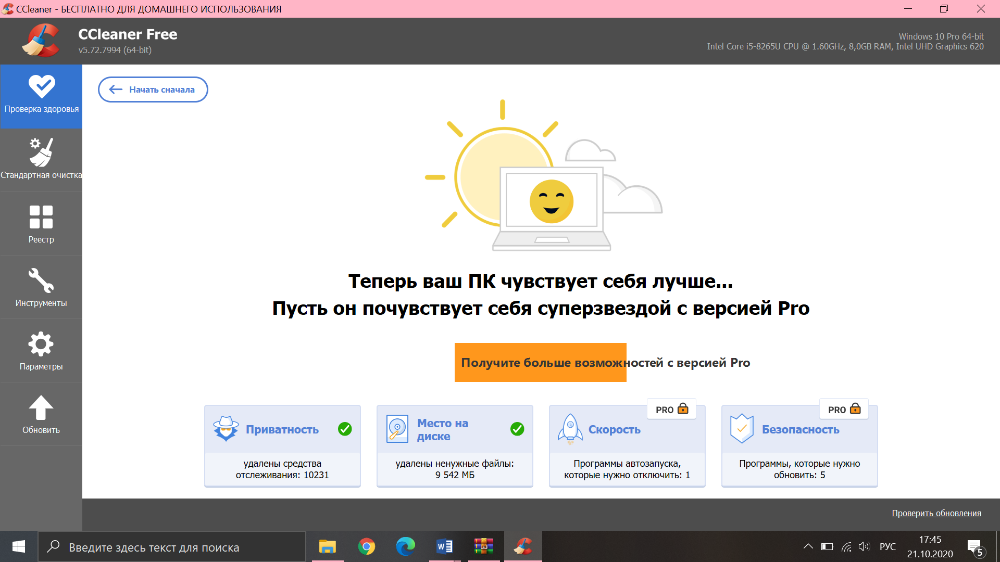 CCleaner - БЕСПЛАТНО ДЛЯ ДОМАШНЕГО ИСПОЛЬЗОВАНИЯ
CCleaner Free
v5.72.7994 (64-bit)
Windows 10 Pro 64-bit
Intel Core i5-8265U CPU @ 1.60GHz, 8,0GB RAM, Intel UHD Graphics 620
Проверка здоровья
Стандартная очистка
Реестр
Инструменты
Параметры
Обновить
Начать сначала
Теперь ваш ПК чувствует себя лучше...
Пусть он почувствует себя суперзвездой с версией Pro
Получите больше возможностей с версией Pro
Приватность
удалены средства
отслеживания: 10231
Место на
диске
удалены ненужные файлы:
9 542 МБ
PRO
Скорость
Программы автозапуска,
которые нужно отключить: 1
PRO
Безопасность
Программы, которые нужно
обновить: 5
Проверить обновления
Введите здесь текст для поиска
РУС
17:45
21.10.2020
5